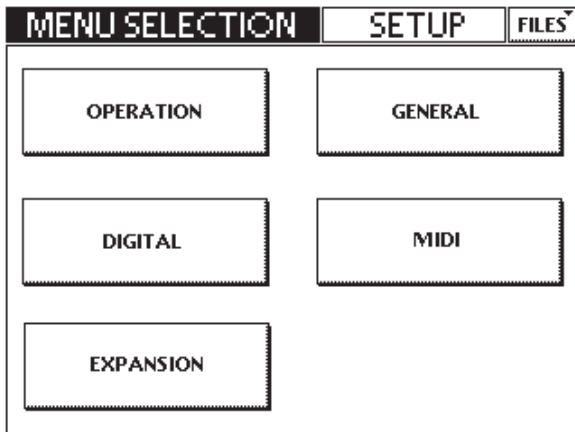 MENU SELECTION SETUP FILES
OPERATION GENERAL
DIGITAL MIDI
EXPANSION